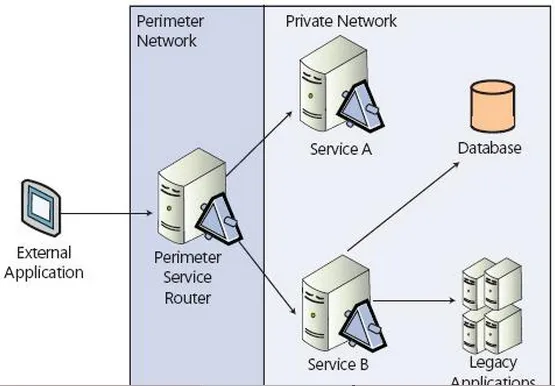 Perimeter
Network
Private Network
Service A
Database
External
Application
Perimeter
Service
Router
Service B
Legacy
Applications